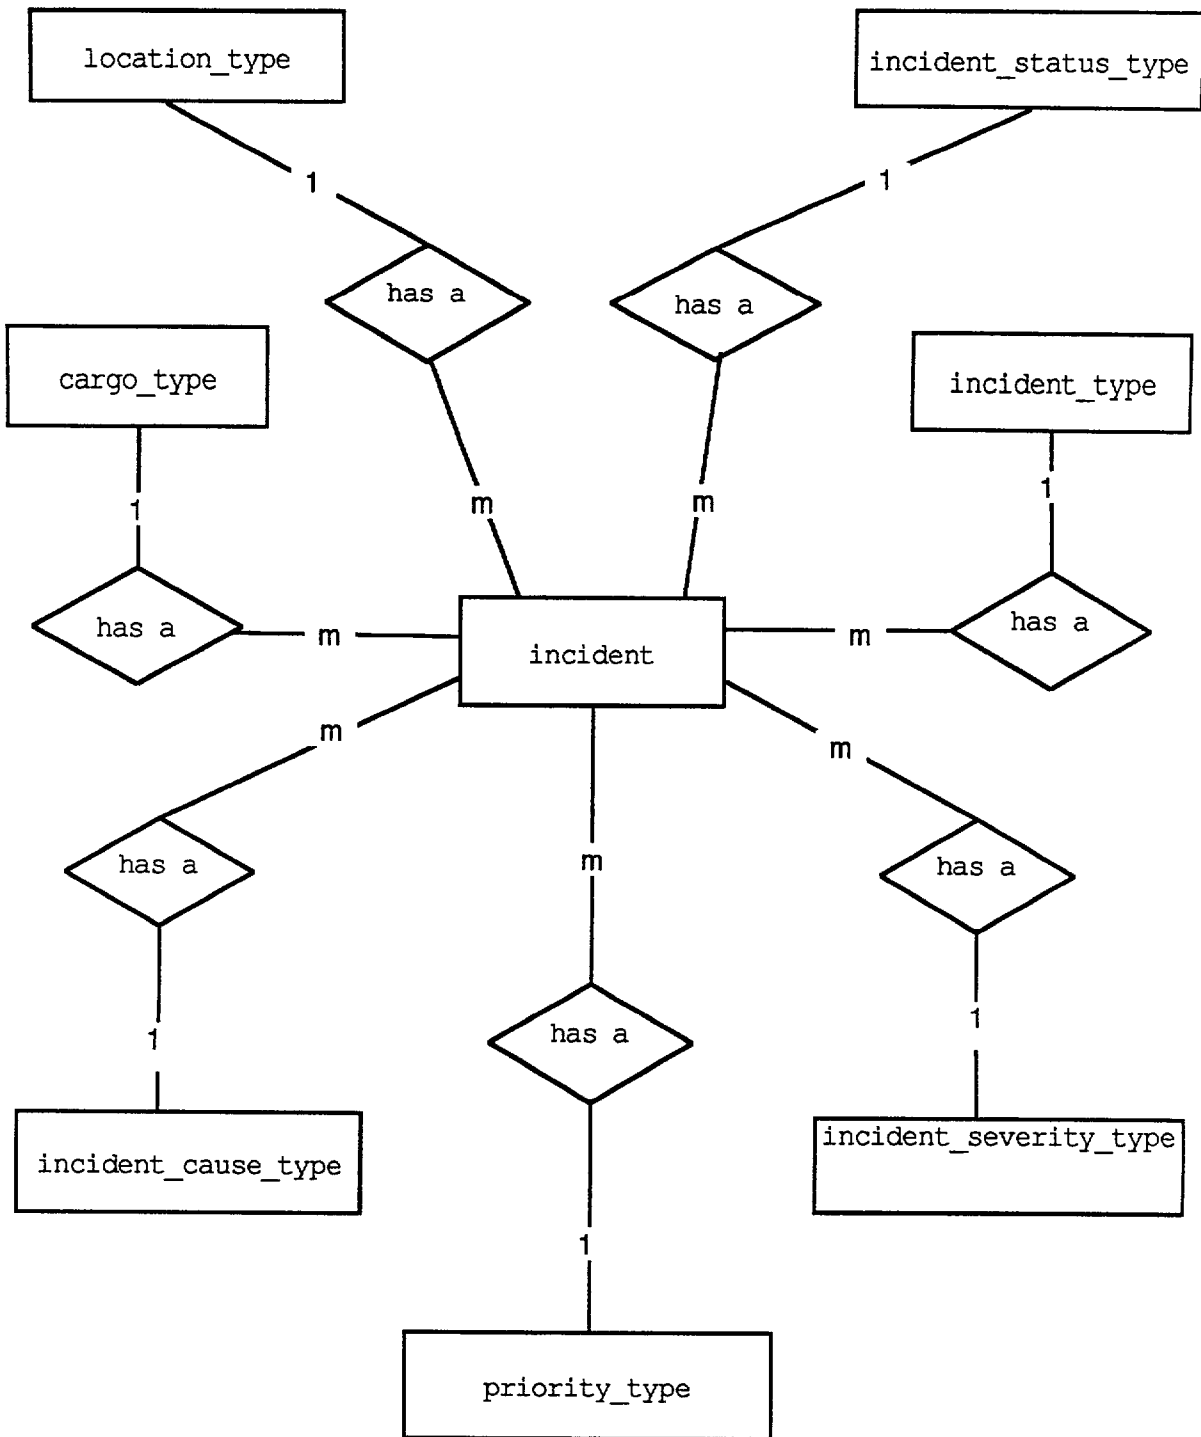 location_type
incident_status_type
1
1
has a
has a
cargo_type
incident_type
m
m
1
1
has a
m
incident
m
has a
m
m
has a
m
has a
has a
1
1
incident_cause_type
incident_severity_type
1
priority_type